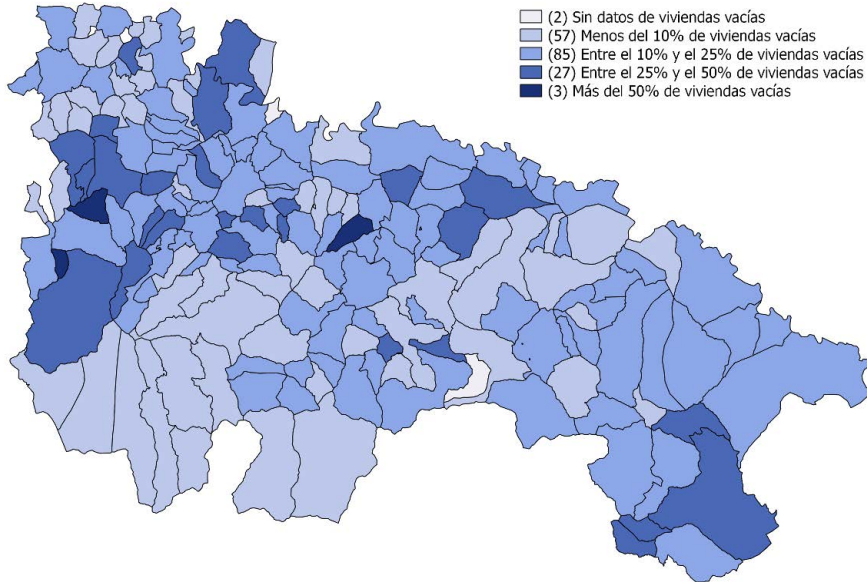 (2) Sin datos de viviendas vacías
(57) Menos del 10% de viviendas vacías
(85) Entre el 10% y el 25% de viviendas vacías
(27) Entre el 25% y el 50% de viviendas vacías
(3) Más del 50% de viviendas vacías